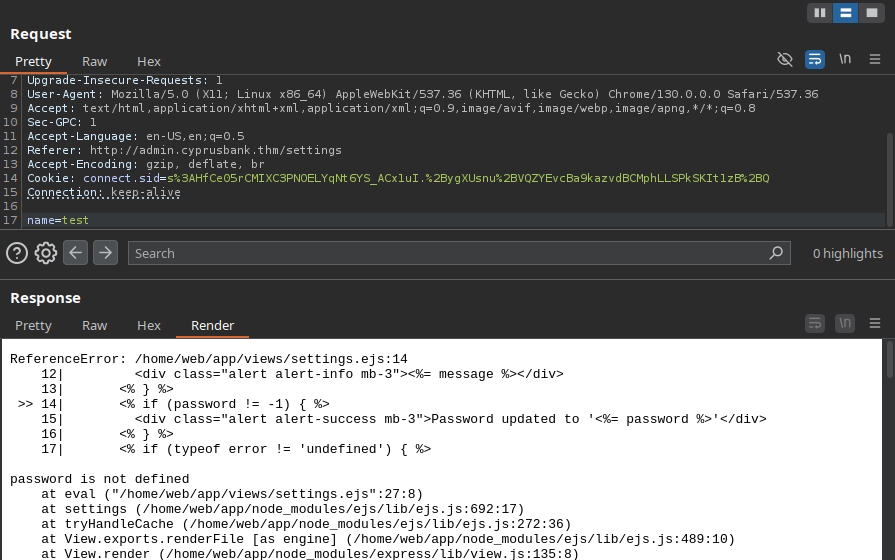 Request
Pretty Raw Hex \n
7 Upgrade-Insecure-Requests: 1
8 User-Agent: Mozilla/5.0 (X11; Linux x86_64) AppleWebKit/537.36 (KHTML, like Gecko) Chrome/130.0.0.0 Safari/537.36
9 Accept: text/html,application/xhtml+xml,application/xml;q=0.9,image/avif,image/webp,image/apng,*/*;q=0.8
10 Sec-GPC: 1
11 Accept-Language: en-US,en;q=0.5
12 Referer: http://admin.cyprusbank.thm/settings
13 Accept-Encoding: gzip, deflate, br
14 Cookie: connect.sid=s%3AHfCe05rCMIXC3PNOELYqNt6YS_ACx1uI.%2BygXUsnu%2BVQZYEvcBa9kazvdBCMphLLSPkSKIt1zB%2BQ
15 Connection: keep-alive
16
17 name=test
Search 0 highlights
Response
Pretty Raw Hex Render \n
ReferenceError: /home/web/app/views/settings.ejs:14
12| <div class="alert alert-info mb-3"><%= message %></div>
13| <% } %>
>> 14| <% if (password != -1) { %>
15| <div class="alert alert-success mb-3">Password updated to '<%= password %>'</div>
16| <% } %>
17| <% if (typeof error != 'undefined') { %>
password is not defined
at eval ("/home/web/app/views/settings.ejs":27:8)
at settings (/home/web/app/node_modules/ejs/lib/ejs.js:692:17)
at tryHandleCache (/home/web/app/node_modules/ejs/lib/ejs.js:272:36)
at View.exports.renderFile [as engine] (/home/web/app/node_modules/ejs/lib/ejs.js:489:10)
at View.render (/home/web/app/node_modules/express/lib/view.js:135:8)